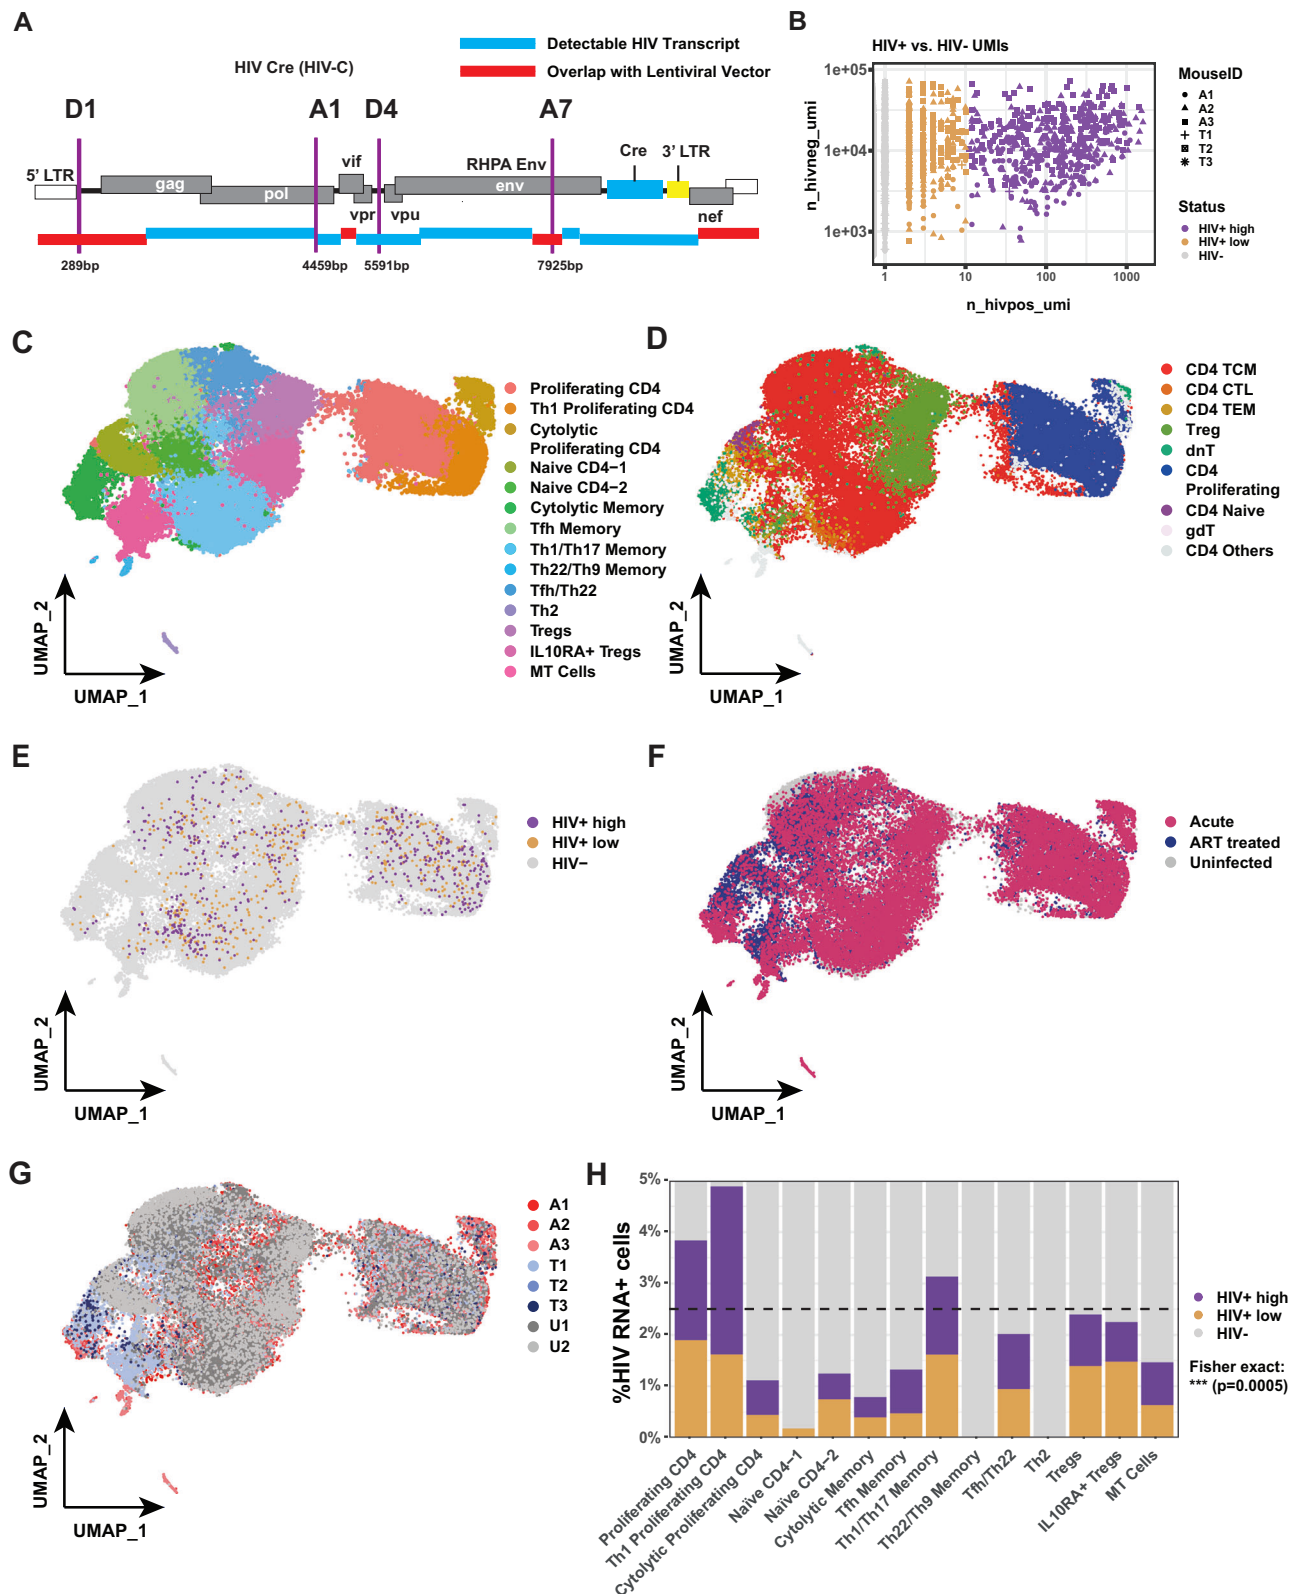 A
Detectable HIV Transcript
Overlap with Lentiviral Vector
HIV Cre (HIV-C)
D1
A1
D4
A7
5' LTR
gag
pol
vif
vpr
vpu
RHPA Env
env
Cre
3' LTR
nef
289bp
4459bp
5591bp
7925bp
B
HIV+ vs. HIV- UMIs
1e+05
1e+04
1e+03
n_hivneg_umi
1
10
100
1000
n_hivpos_umi
MouseID
A1
A2
A3
T1
T2
T3
Status
HIV+ high
HIV+ low
HIV-
C
Proliferating CD4
Th1 Proliferating CD4
Cytolytic
Proliferating CD4
Naive CD4−1
Naive CD4−2
Cytolytic Memory
Tfh Memory
Th1/Th17 Memory
Th22/Th9 Memory
Tfh/Th22
Th2
Tregs
IL10RA+ Tregs
MT Cells
UMAP_2
UMAP_1
D
CD4 TCM
CD4 CTL
CD4 TEM
Treg
dnT
CD4
Proliferating
CD4 Naive
gdT
CD4 Others
UMAP_2
UMAP_1
E
HIV+ high
HIV+ low
HIV−
UMAP_2
UMAP_1
F
Acute
ART treated
Uninfected
UMAP_2
UMAP_1
G
A1
A2
A3
T1
T2
T3
U1
U2
UMAP_2
UMAP_1
H
5%
4%
3%
2%
1%
0%
%HIV RNA+ cells
Proliferating CD4
Th1 Proliferating CD4
Cytolytic Proliferating CD4
Naïve CD4−1
Naïve CD4−2
Cytolytic Memory
Tfh Memory
Th1/Th17 Memory
Th22/Th9 Memory
Tfh/Th22
Th2
Tregs
IL10RA+ Tregs
MT Cells
HIV+ high
HIV+ low
HIV-
Fisher exact:
*** (p=0.0005)